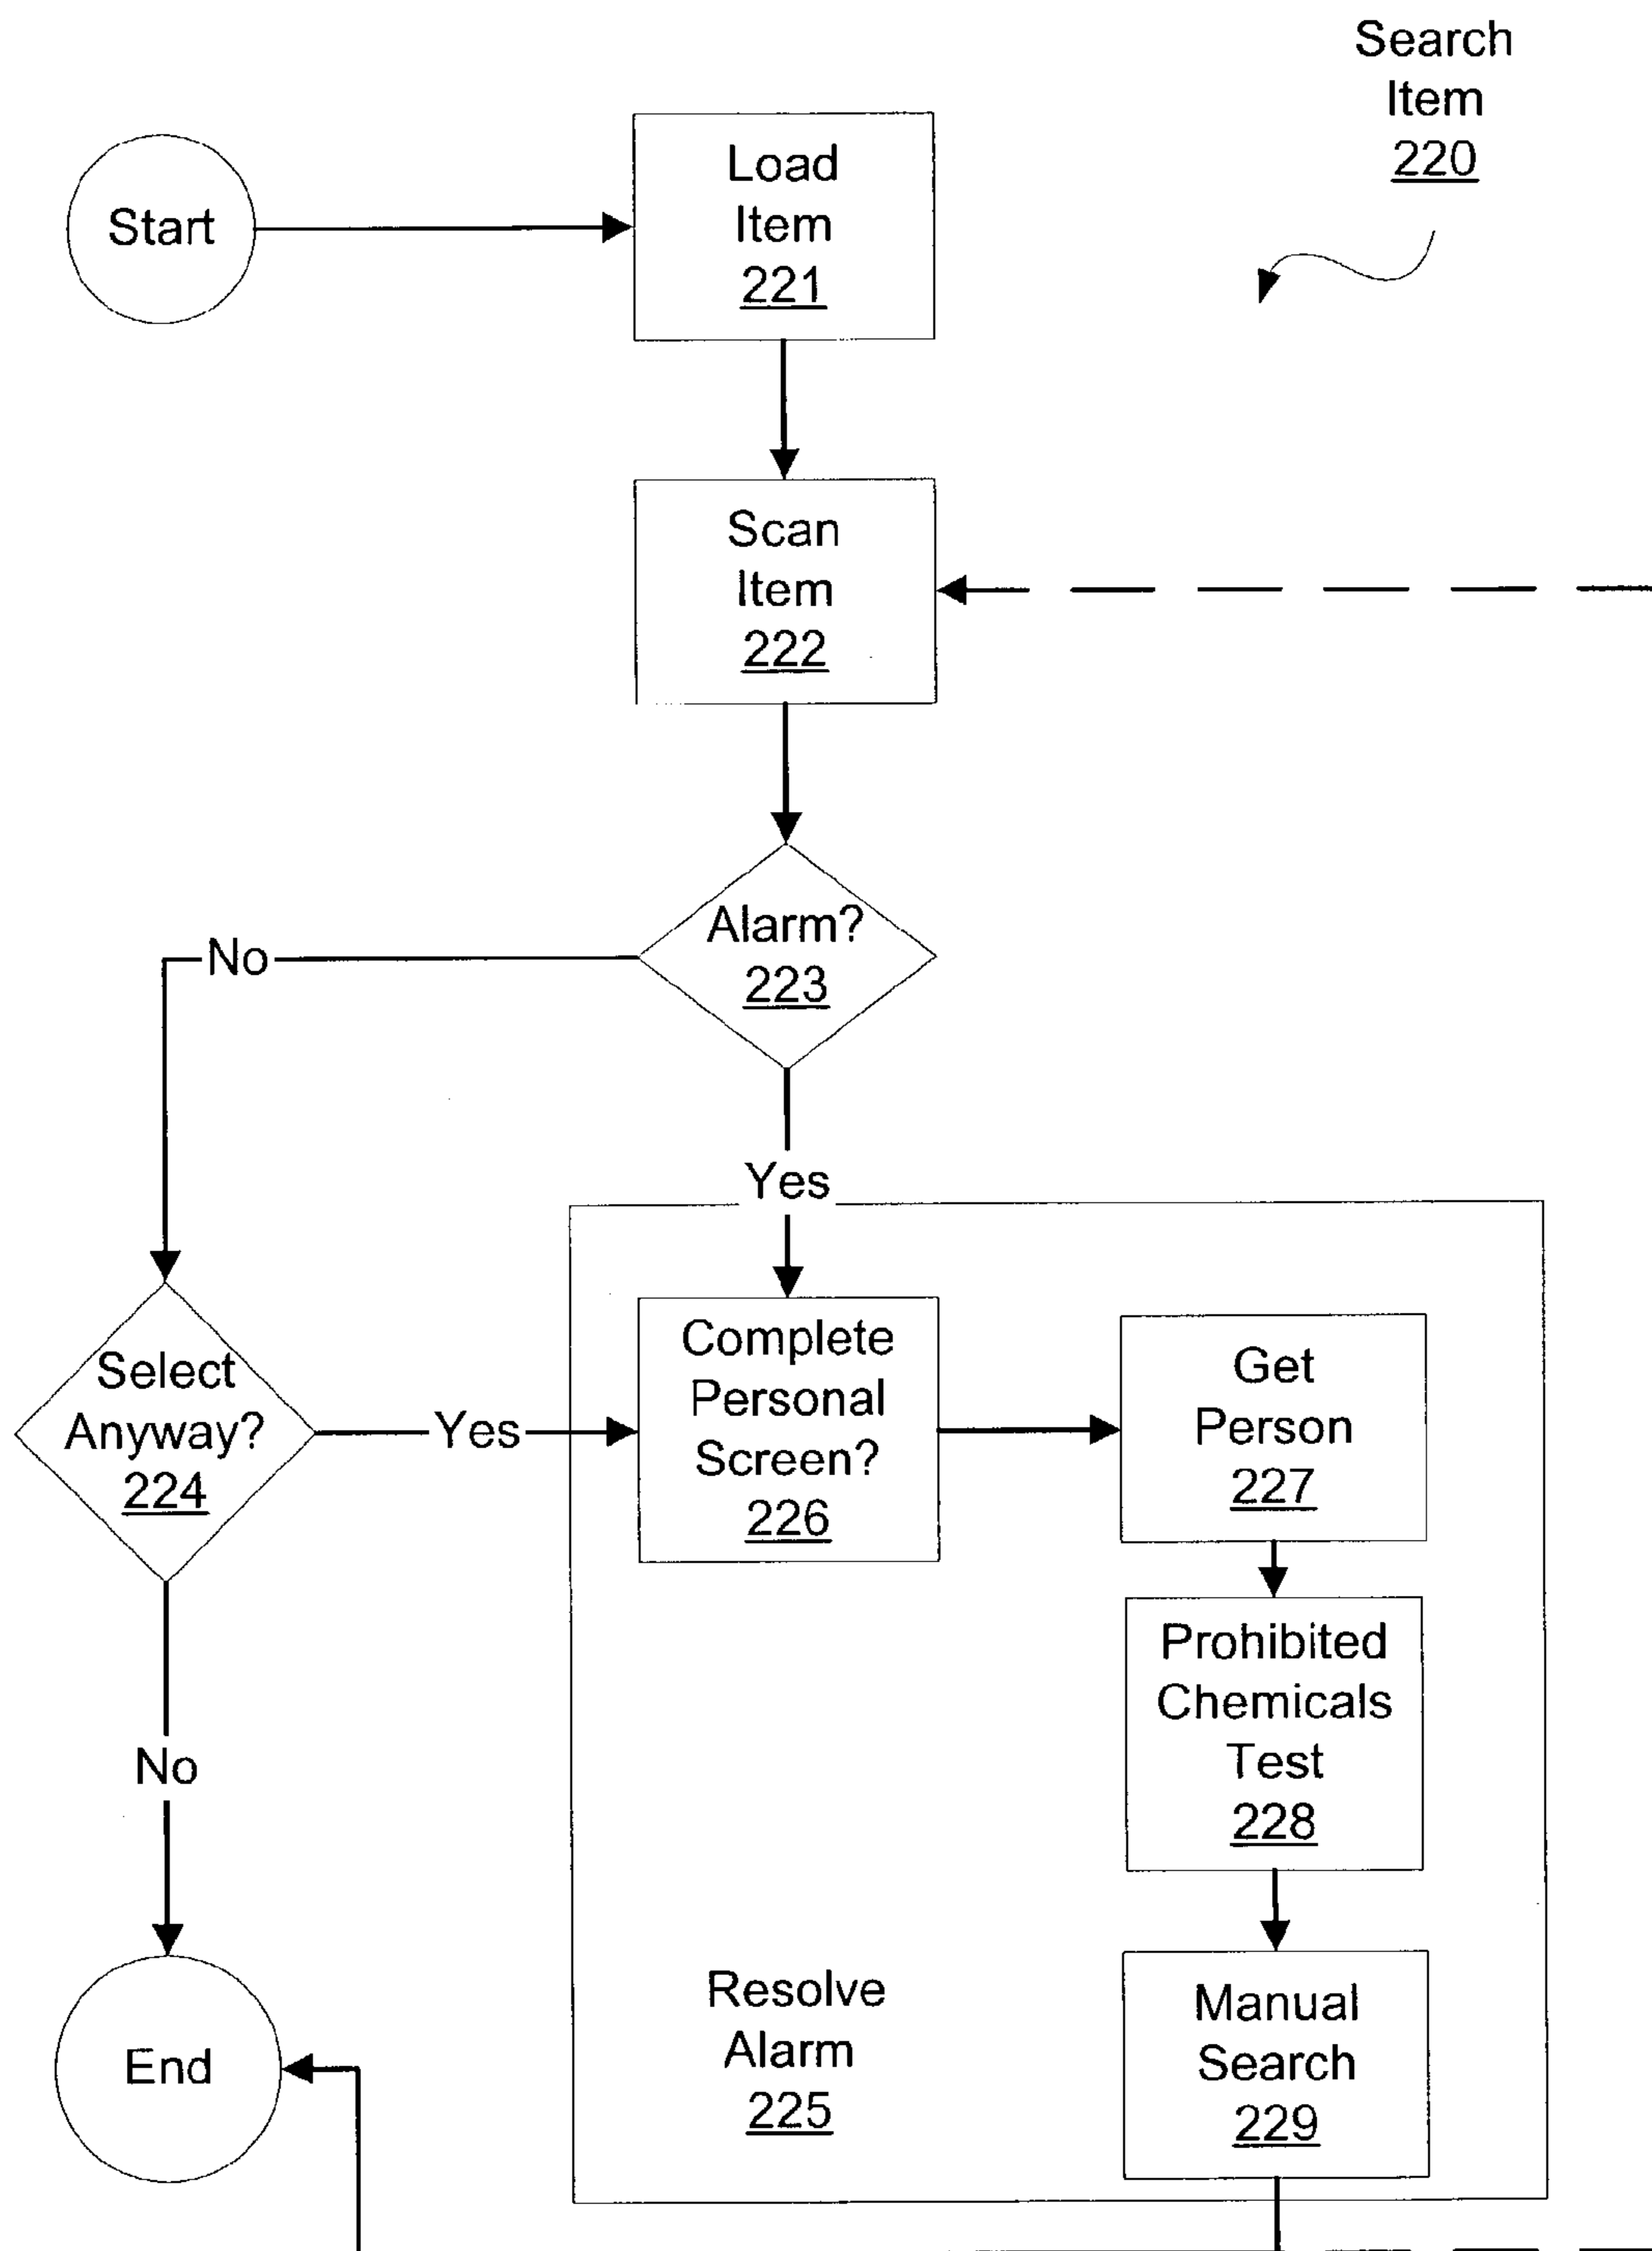 Search
Item
220
Start
Load
Item
221
Scan
Item
222
Alarm?
223
No
Yes
Select
Anyway?
224
Yes
Complete
Personal
Screen?
226
Get
Person
227
Prohibited
Chemicals
Test
228
No
End
Resolve
Alarm
225
Manual
Search
229